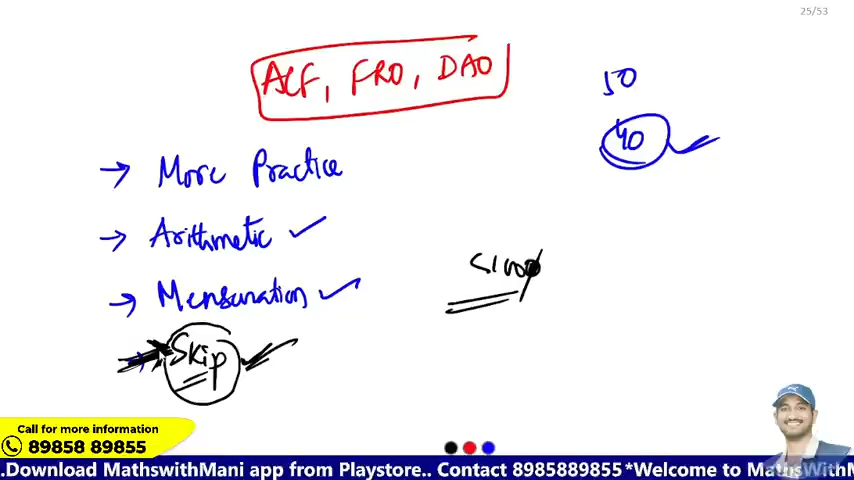 25/53
ACF, FRO, DAO
50
40
→ More Practice
→ Arithmetic ✓
→ Mensuration ✓
Skip ✓
Call for more information
89858 89855
.Download MathswithMani app from Playstore.. Contact 8985889855*Welcome to MathsWithM